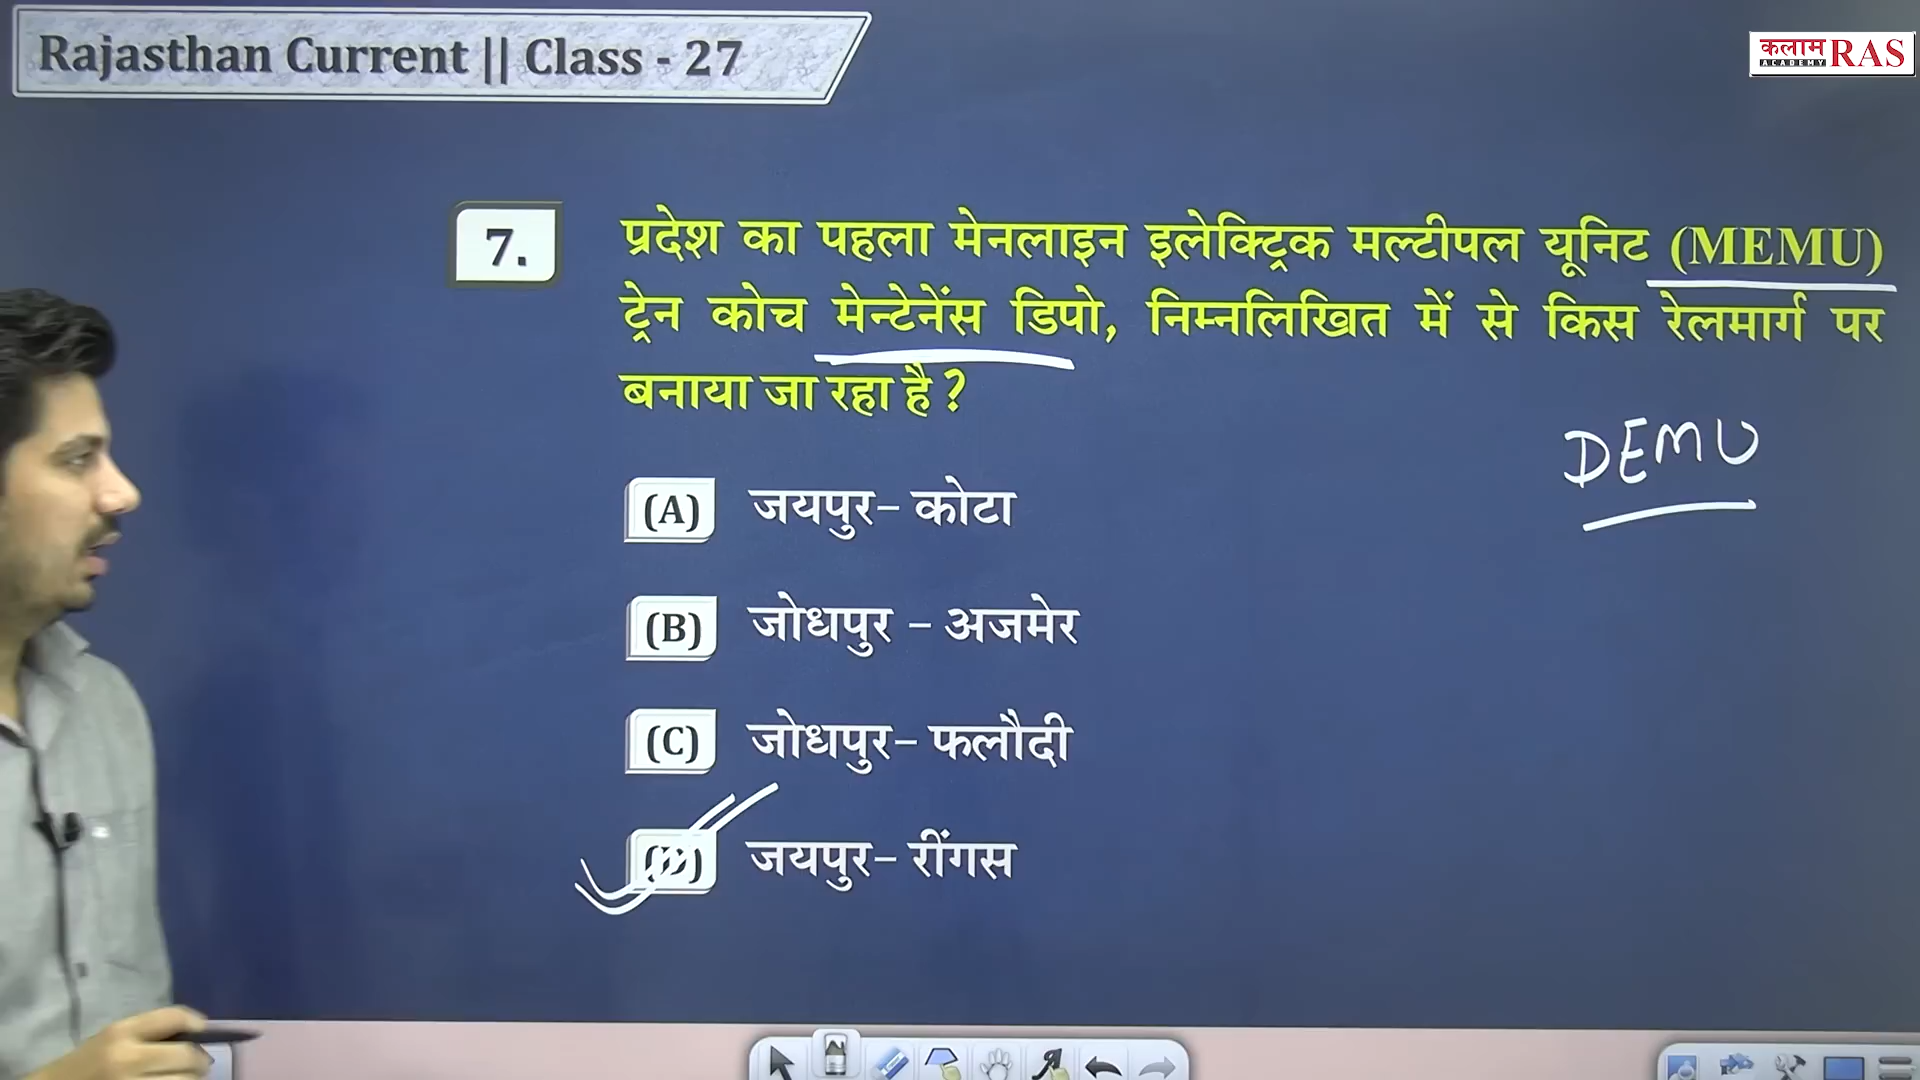 Rajasthan Current || Class - 27
कलाम RAS
ACADEMY
7.
प्रदेश का पहला मेनलाइन इलेक्ट्रिक मल्टीपल यूनिट (MEMU)
ट्रेन कोच मेन्टेनेंस डिपो, निम्नलिखित में से किस रेलमार्ग पर
बनाया जा रहा है ?
DEMU
(A) जयपुर– कोटा
(B) जोधपुर – अजमेर
(C) जोधपुर– फलौदी
(D) जयपुर– रींगस